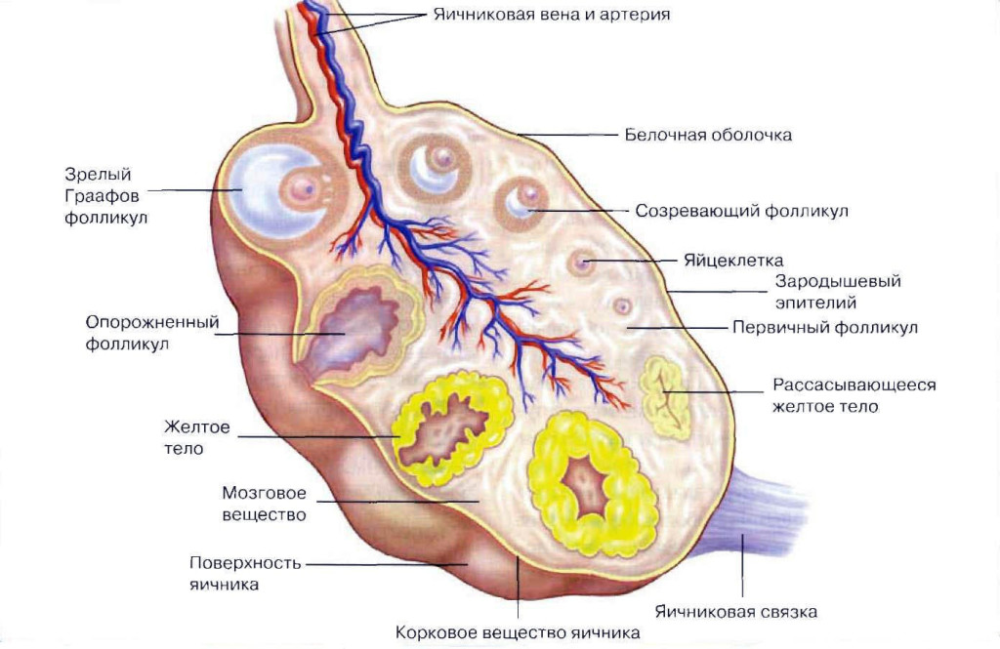 Яичниковая вена и артерия
Белочная оболочка
Зрелый
Граафов
фолликул
Созревающий фолликул
Яйцеклетка
Зародышевый
эпителий
Опорожненный
фолликул
Первичный фолликул
Рассасывающееся
желтое тело
Желтое
тело
Мозговое
вещество
Поверхность
яичника
Яичниковая связка
Корковое вещество яичника